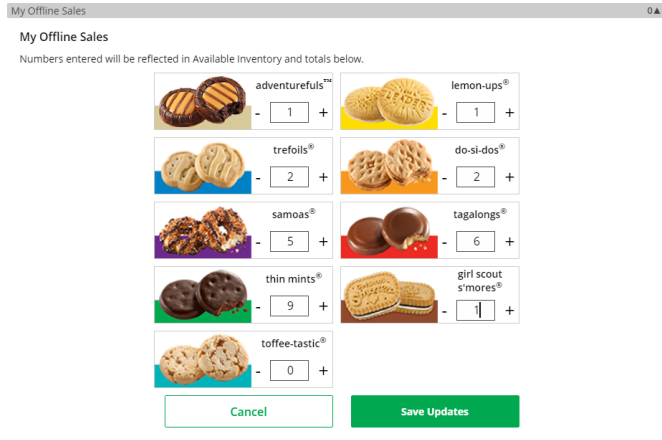 My Offline Sales
0▲
My Offline Sales
Numbers entered will be reflected in Available Inventory and totals below.
adventurefuls™
- 1 +
lemon-ups®
- 1 +
trefoils®
- 2 +
do-si-dos®
- 2 +
samoas®
- 5 +
tagalongs®
- 6 +
thin mints®
- 9 +
girl scout
s'mores®
- 1 +
toffee-tastic®
- 0 +
Cancel
Save Updates